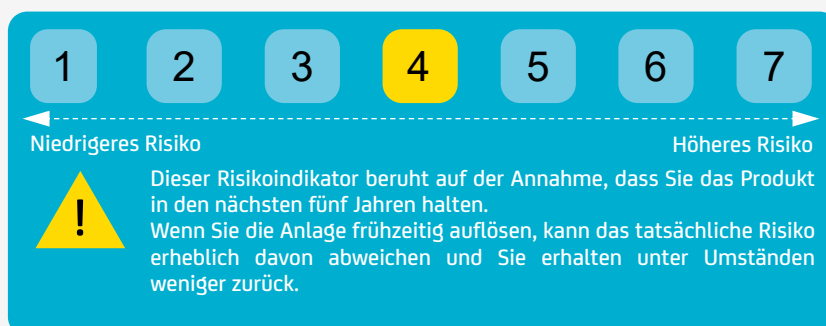 1 2 3 4 5 6 7
Niedrigeres Risiko Höheres Risiko
Dieser Risikoindikator beruht auf der Annahme, dass Sie das Produkt
in den nächsten fünf Jahren halten.
Wenn Sie die Anlage frühzeitig auflösen, kann das tatsächliche Risiko
erheblich davon abweichen und Sie erhalten unter Umständen
weniger zurück.
!